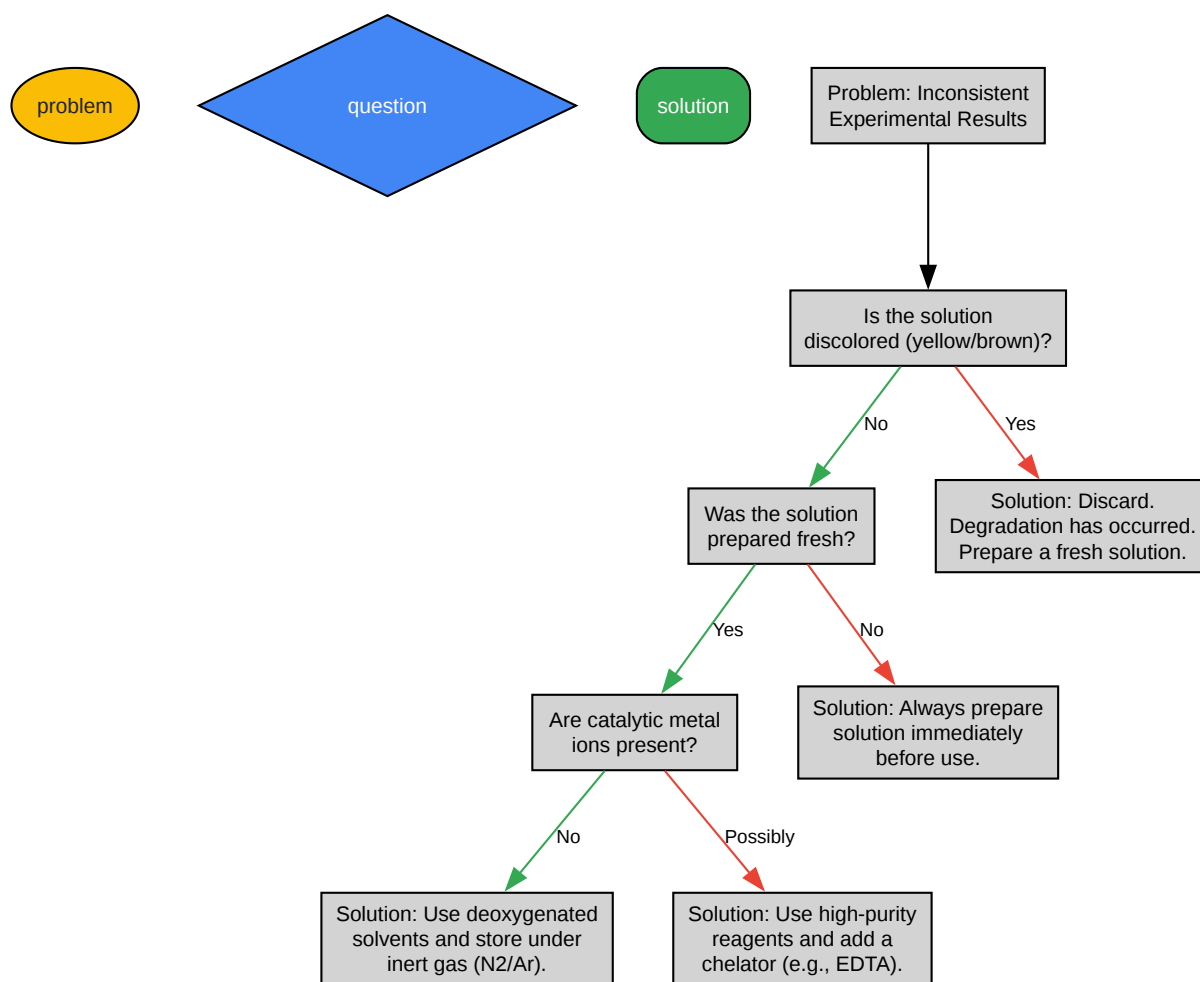 problem
question
solution
Problem: Inconsistent
Experimental Results
Is the solution
discolored (yellow/brown)?
No
Yes
Was the solution
prepared fresh?
Solution: Discard.
Degradation has occurred.
Prepare a fresh solution.
Yes
No
Are catalytic metal
ions present?
Solution: Always prepare
solution immediately
before use.
No
Possibly
Solution: Use deoxygenated
solvents and store under
inert gas (N2/Ar).
Solution: Use high-purity
reagents and add a
chelator (e.g., EDTA).